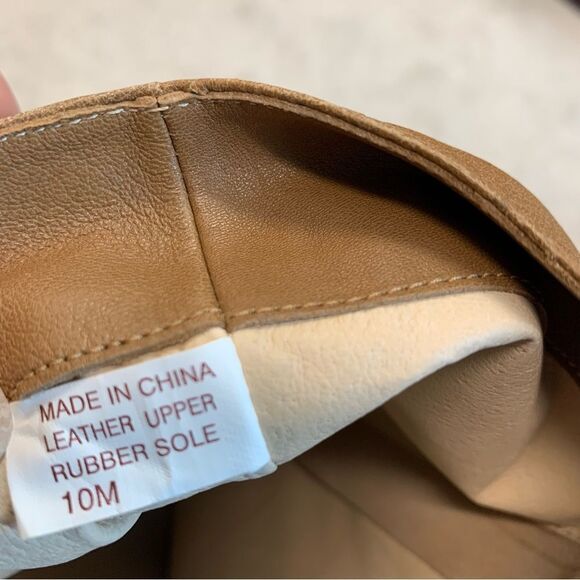 MADE IN CHINA
LEATHER UPPER
RUBBER SOLE
10M